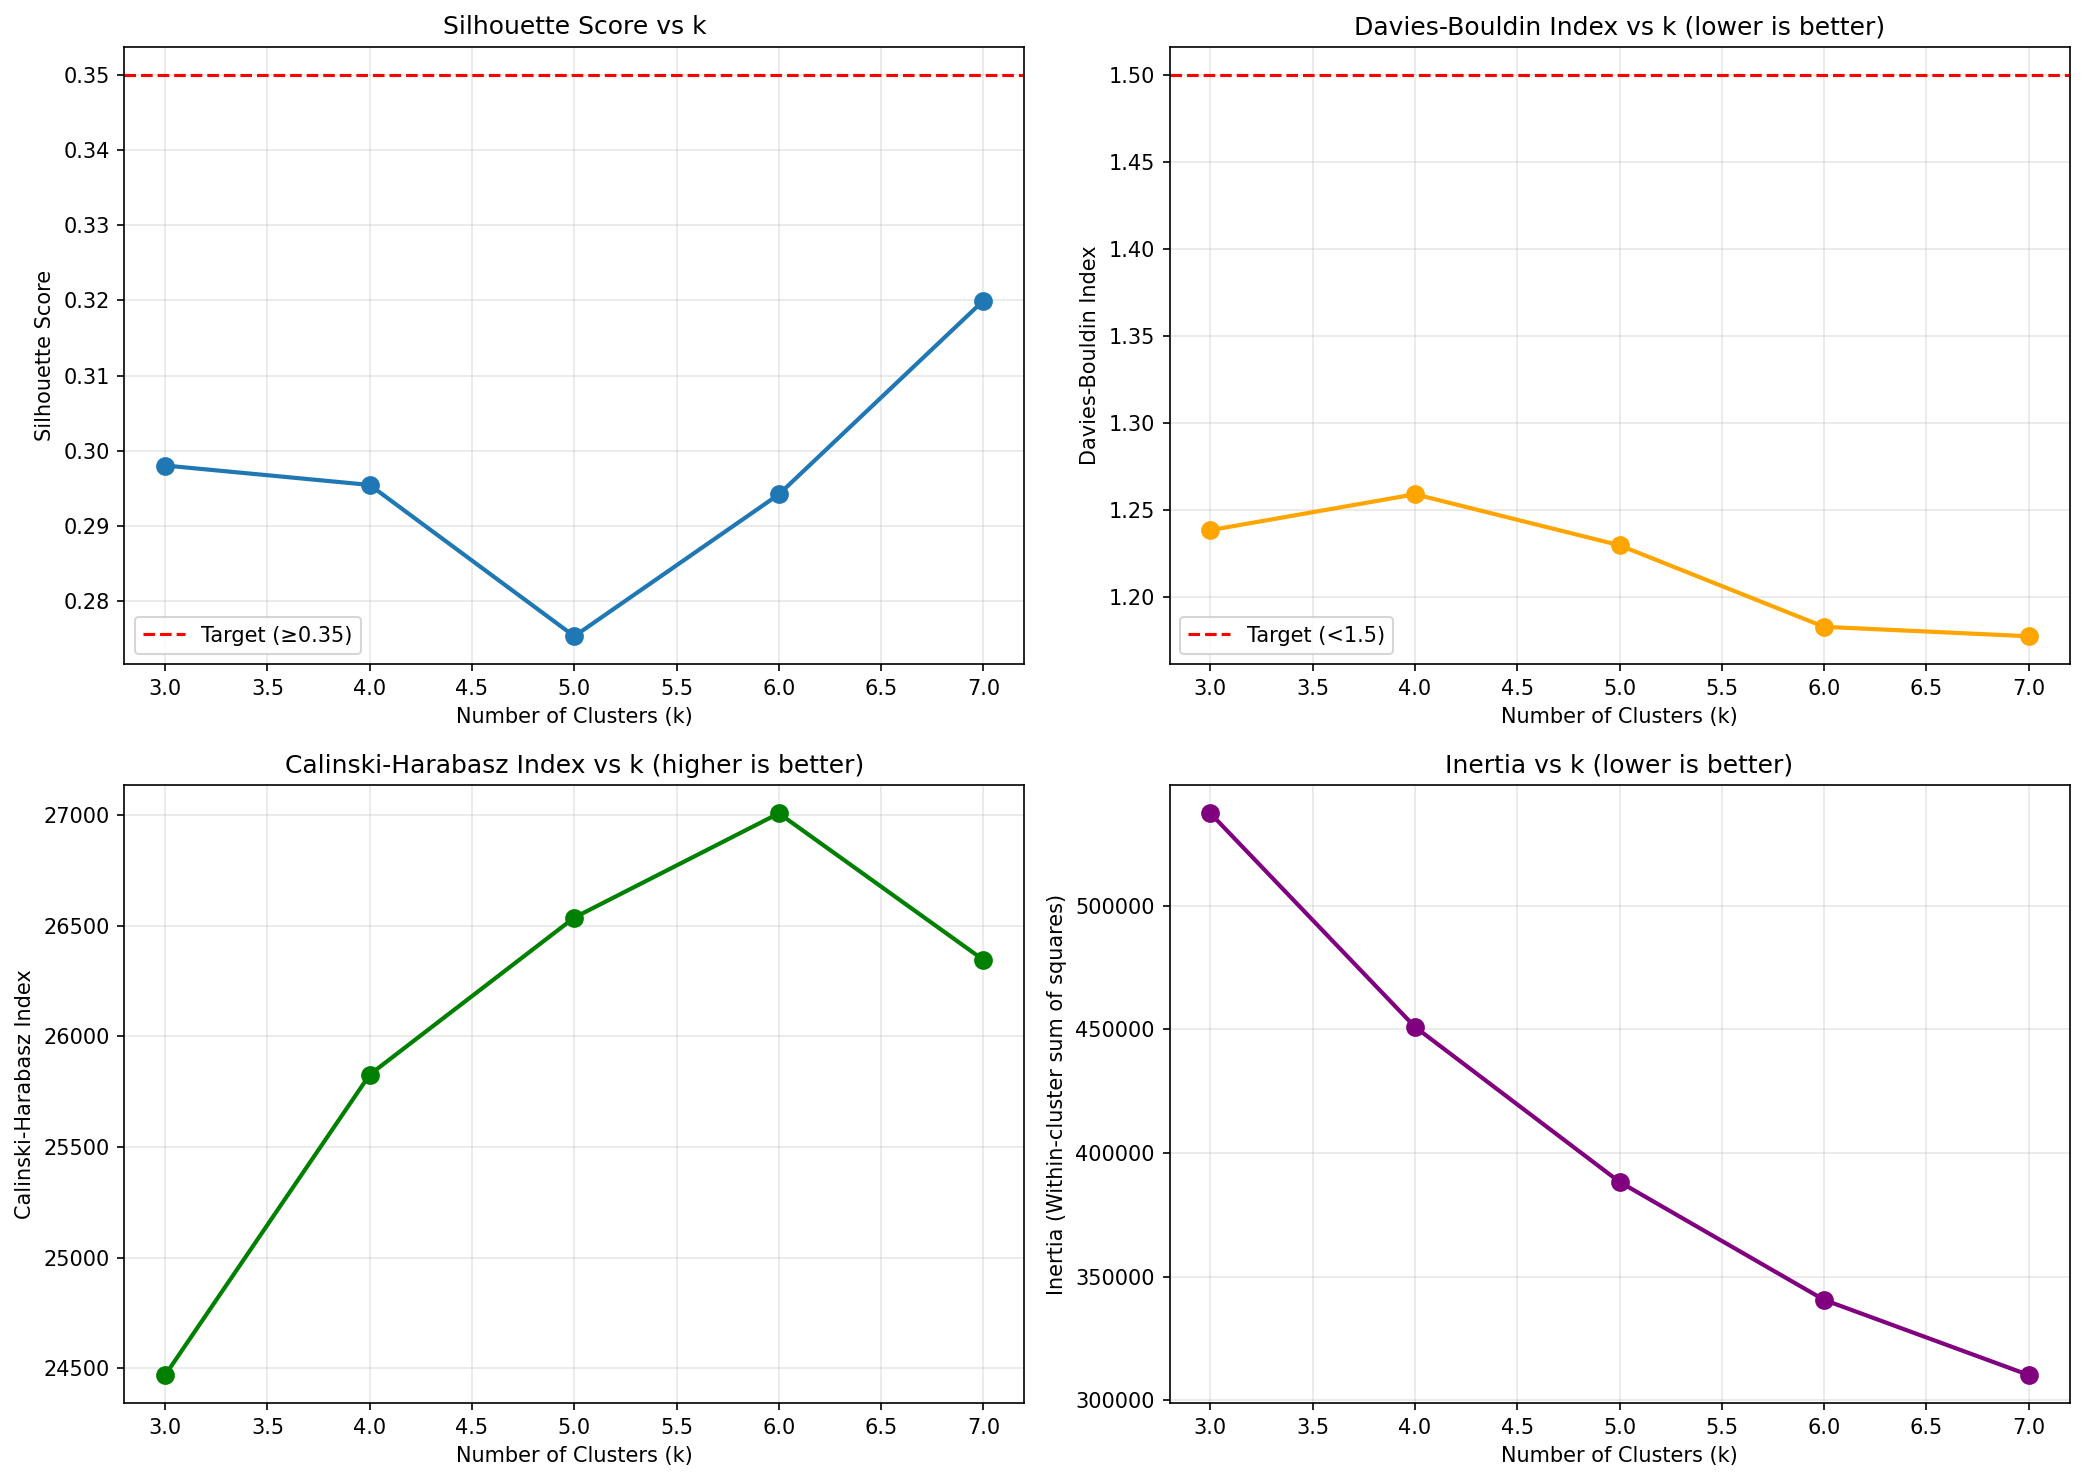 Silhouette Score vs k
Silhouette Score
0.35
0.34
0.33
0.32
0.31
0.30
0.29
0.28
Target (≥0.35)
3.0 3.5 4.0 4.5 5.0 5.5 6.0 6.5 7.0
Number of Clusters (k)
Davies-Bouldin Index vs k (lower is better)
Davies-Bouldin Index
1.50
1.45
1.40
1.35
1.30
1.25
1.20
Target (<1.5)
3.0 3.5 4.0 4.5 5.0 5.5 6.0 6.5 7.0
Number of Clusters (k)
Calinski-Harabasz Index vs k (higher is better)
Calinski-Harabasz Index
27000
26500
26000
25500
25000
24500
3.0 3.5 4.0 4.5 5.0 5.5 6.0 6.5 7.0
Number of Clusters (k)
Inertia vs k (lower is better)
Inertia (Within-cluster sum of squares)
500000
450000
400000
350000
300000
3.0 3.5 4.0 4.5 5.0 5.5 6.0 6.5 7.0
Number of Clusters (k)